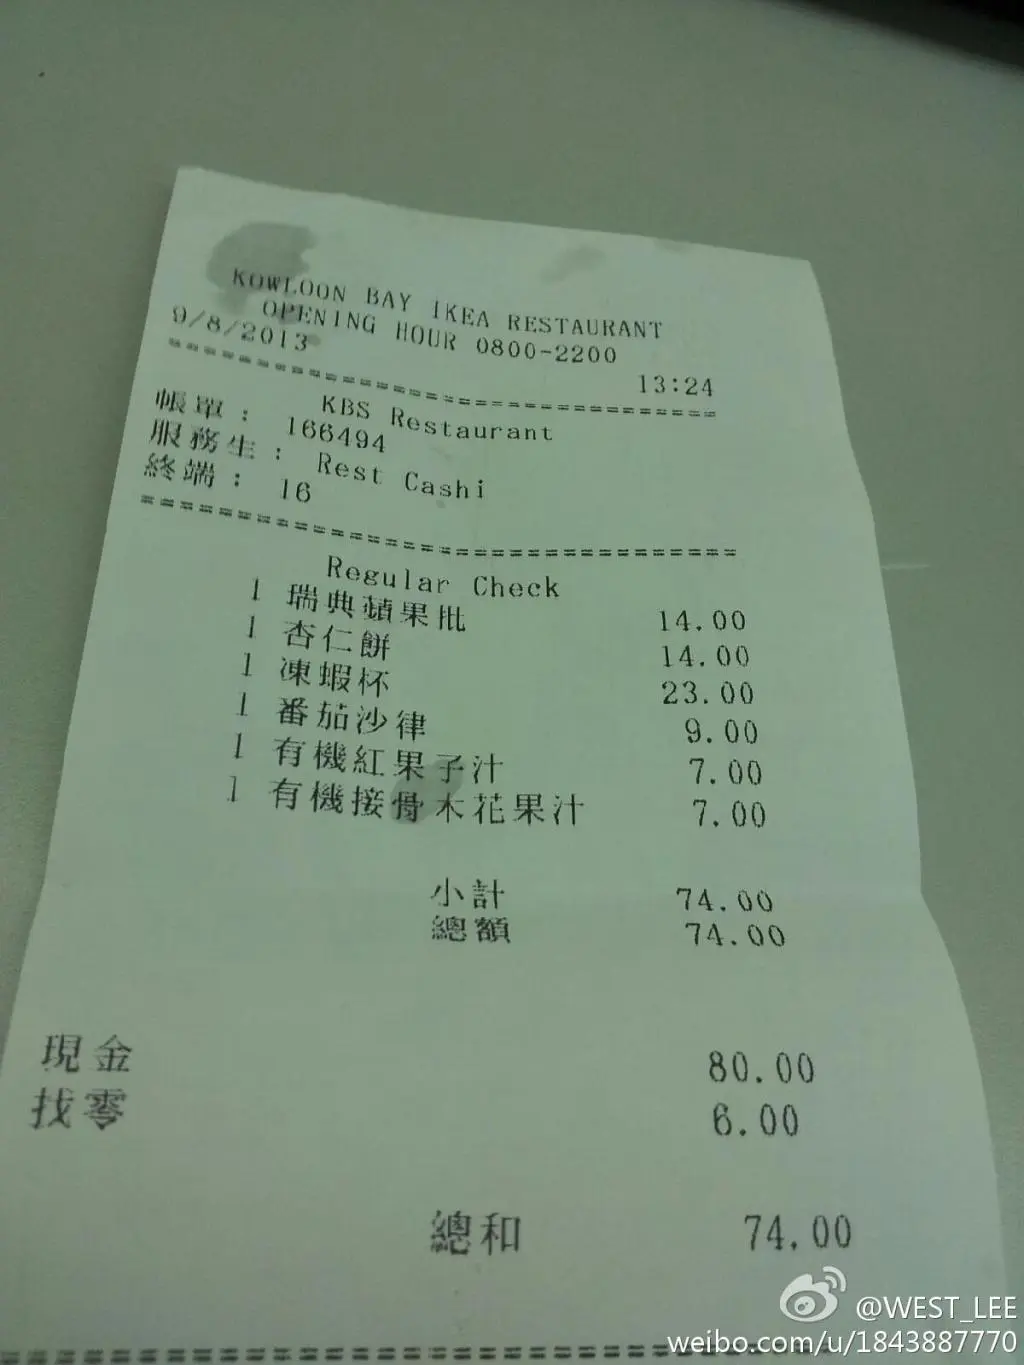 KOWLOON BAY IKEA RESTAURANT
OPENING HOUR 0800-2200
9/8/2013 13:24
================================
KBS Restaurant
帳單： 166494
服務生： Rest Cashi
終端： 16
================================
Regular Check
1 瑞典蘋果批 14.00
1 杏仁餅 14.00
1 凍蝦杯 23.00
1 番茄沙律 9.00
1 有機紅果子汁 7.00
1 有機接骨木花果汁 7.00
小計 74.00
總額 74.00
現金 80.00
找零 6.00
總和 74.00
@WEST_LEE
weibo.com/u/1843887770